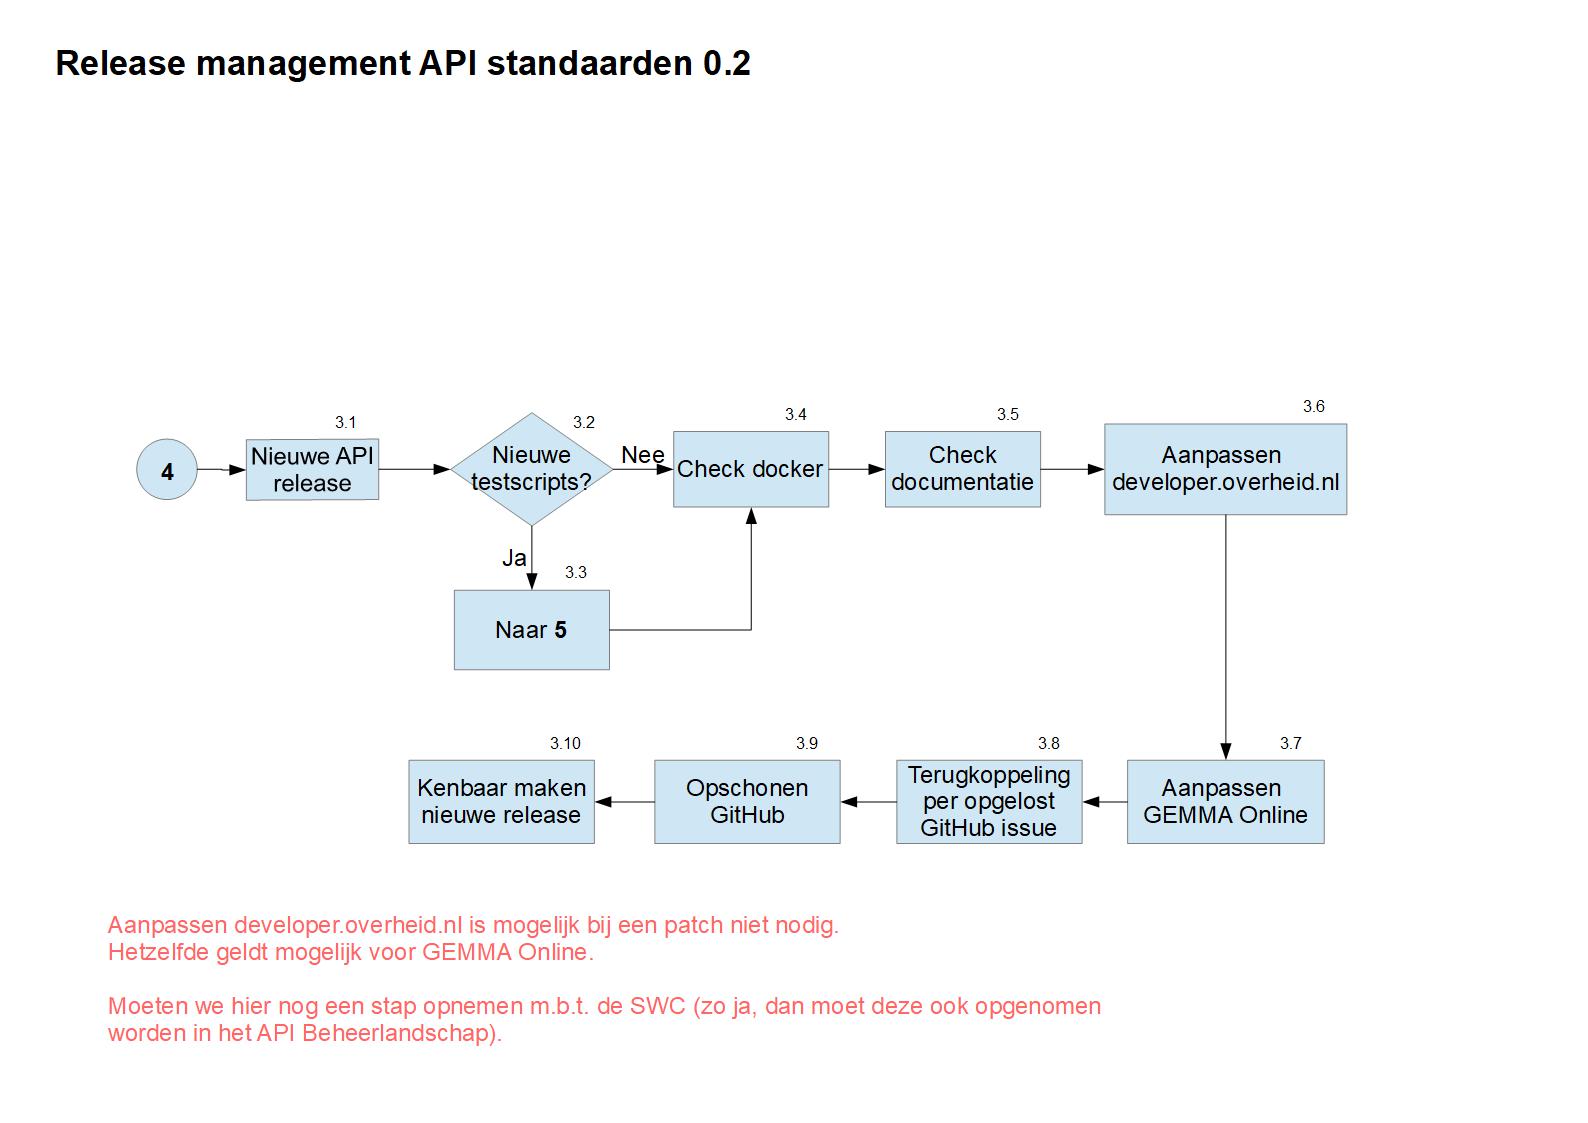 Release management API standaarden 0.2
4
3.1
Nieuwe API
release
3.2
Nieuwe
testscripts?
Nee
Ja
3.3
Naar 5
3.4
Check docker
3.5
Check
documentatie
3.6
Aanpassen
developer.overheid.nl
3.7
Aanpassen
GEMMA Online
3.8
Terugkoppeling
per opgelost
GitHub issue
3.9
Opschonen
GitHub
3.10
Kenbaar maken
nieuwe release
Aanpassen developer.overheid.nl is mogelijk bij een patch niet nodig.
Hetzelfde geldt mogelijk voor GEMMA Online.
Moeten we hier nog een stap opnemen m.b.t. de SWC (zo ja, dan moet deze ook opgenomen
worden in het API Beheerlandschap).